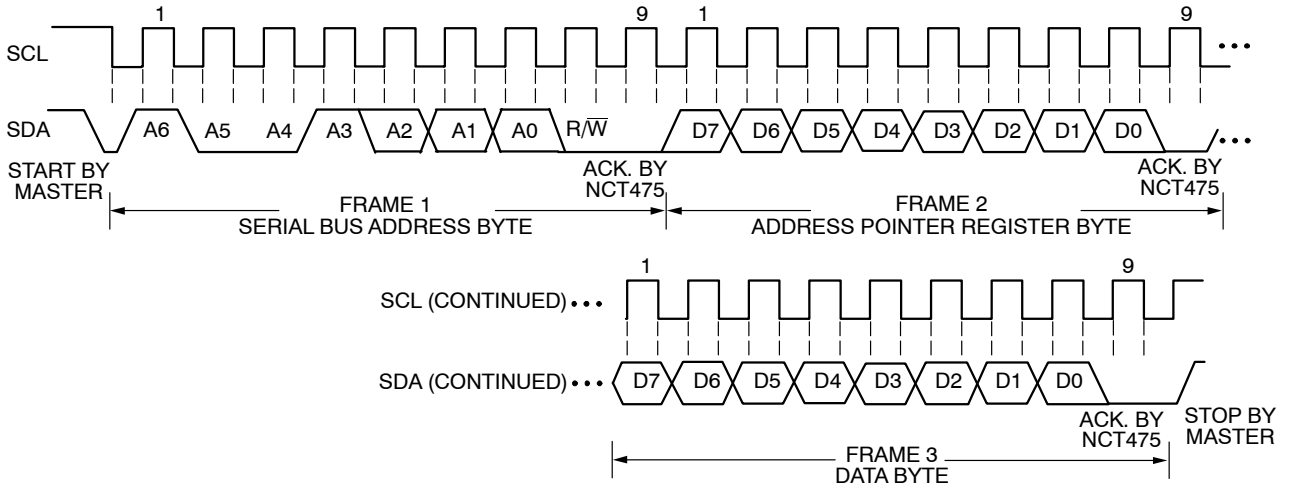 1 9 1 9
SCL
SDA A6 A5 A4 A3 A2 A1 A0 R/W̅ D7 D6 D5 D4 D3 D2 D1 D0
START BY
MASTER
ACK. BY
NCT475
ACK. BY
NCT475
FRAME 1
SERIAL BUS ADDRESS BYTE
FRAME 2
ADDRESS POINTER REGISTER BYTE
1 9
SCL (CONTINUED)
SDA (CONTINUED) D7 D6 D5 D4 D3 D2 D1 D0
ACK. BY
NCT475
STOP BY
MASTER
FRAME 3
DATA BYTE